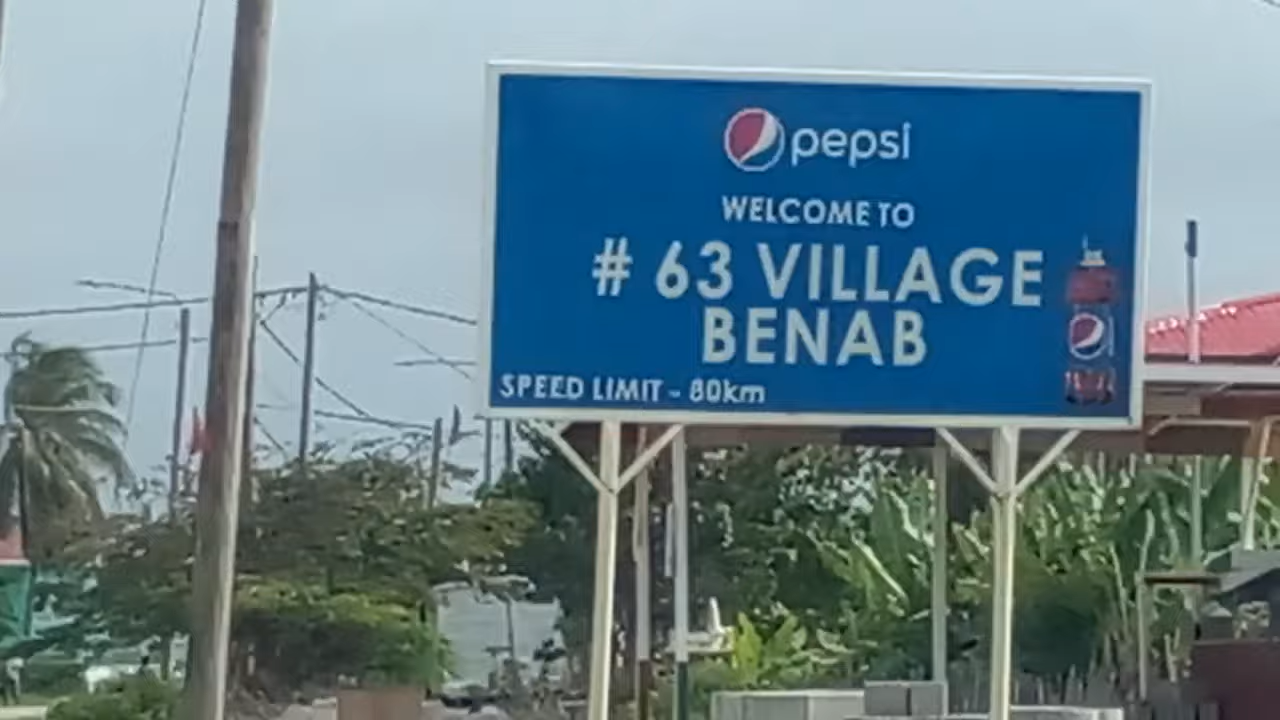 pepsi
WELCOME TO
# 63 VILLAGE
BENAB
SPEED LIMIT - 80km